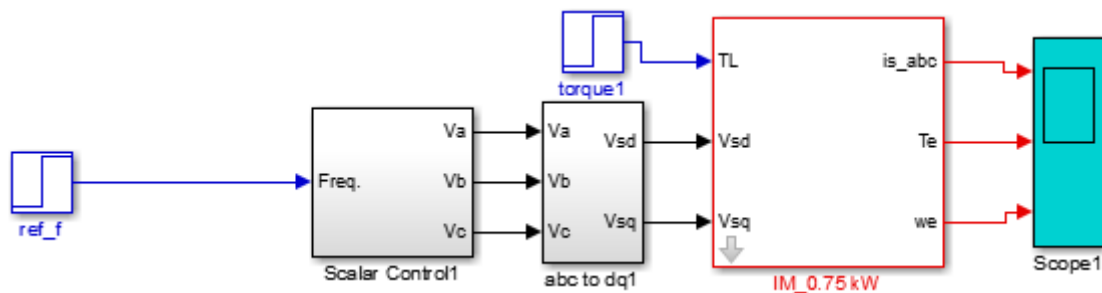 TL
is_abc
torque1
Va
Va
Vsd
Vsd
Te
Freq.
Vb
Vb
ref_f
Vc
Vc
Vsq
Vsq
we
Scalar Control1
abc to dq1
IM_0.75 kW
Scope1